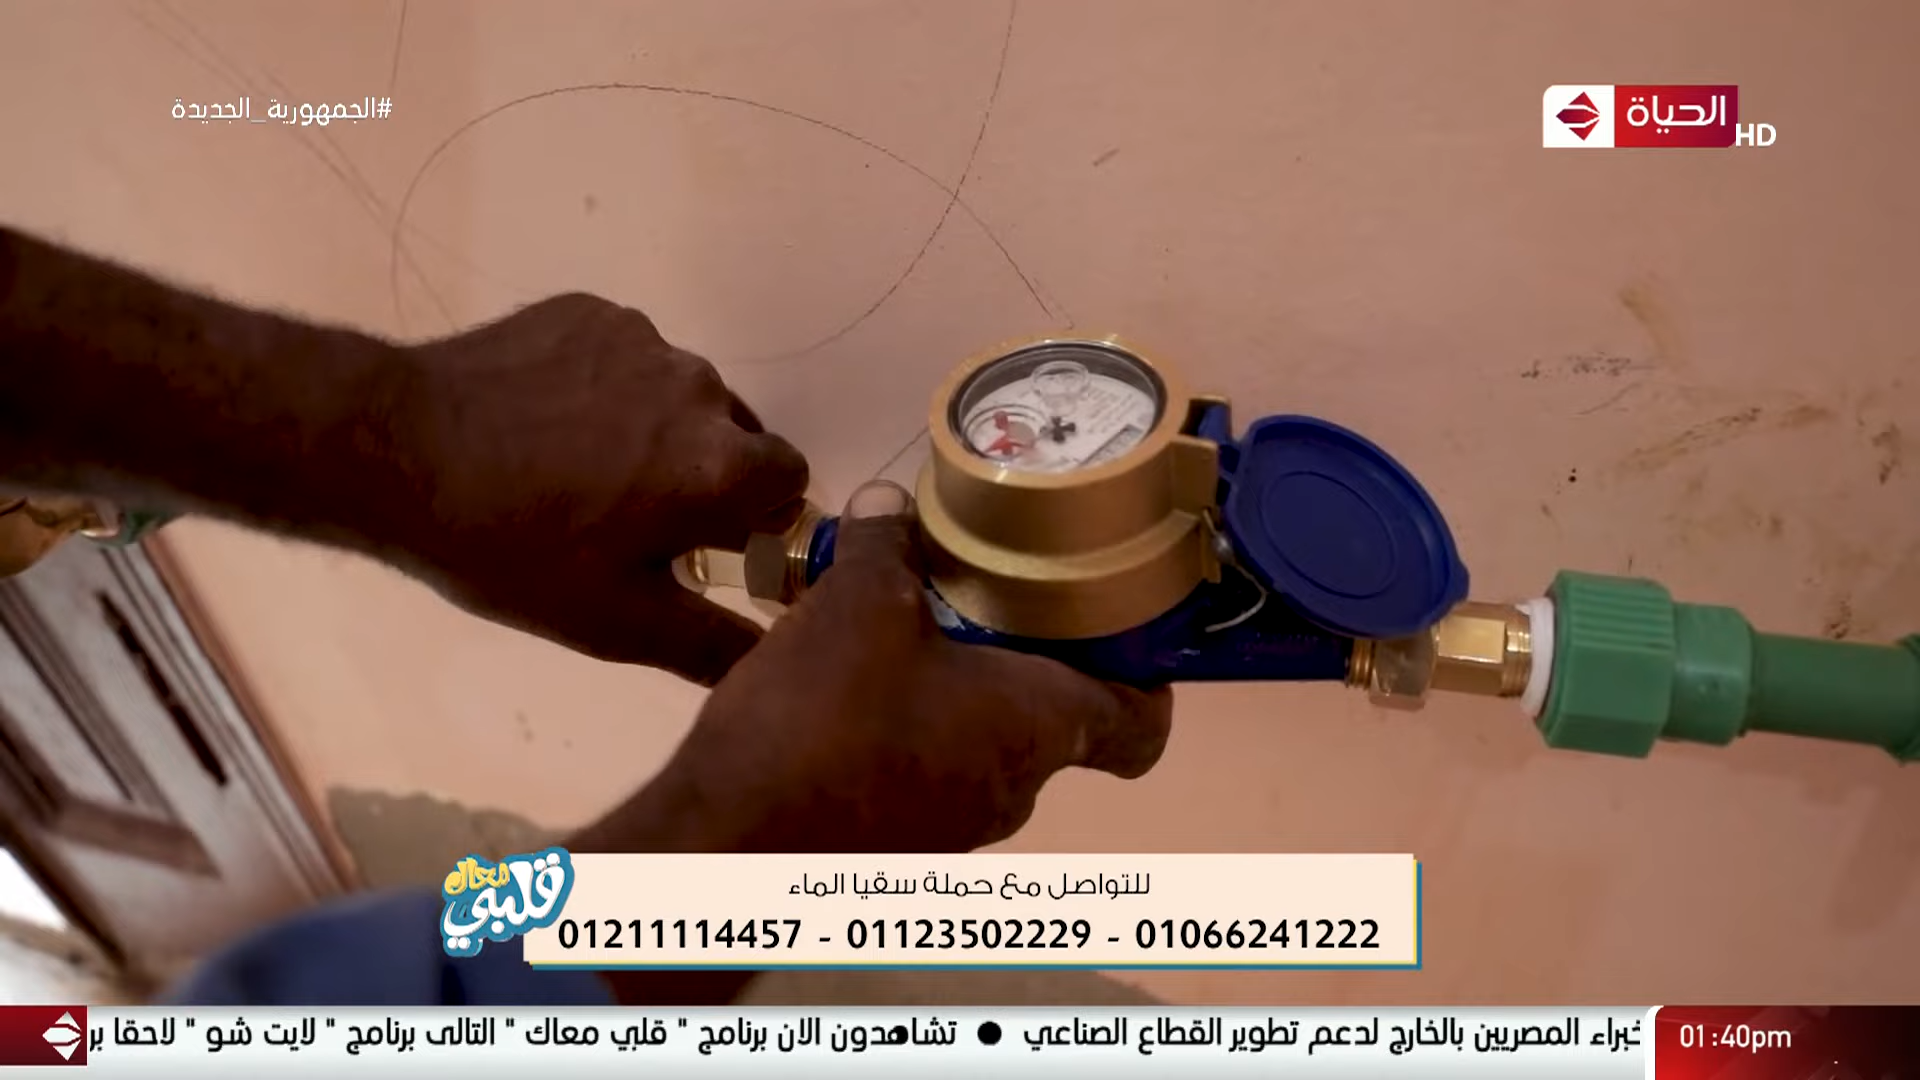 #الجمهورية_الجديدة
الحياة
HD
قلبي معاك
للتواصل مع حملة سقيا الماء
01211114457 - 01123502229 - 01066241222
خبراء المصريين بالخارج لدعم تطوير القطاع الصناعي ● تشاهدون الان برنامج " قلبي معاك " التالى برنامج " لايت شو " لاحقا بر
01:40pm